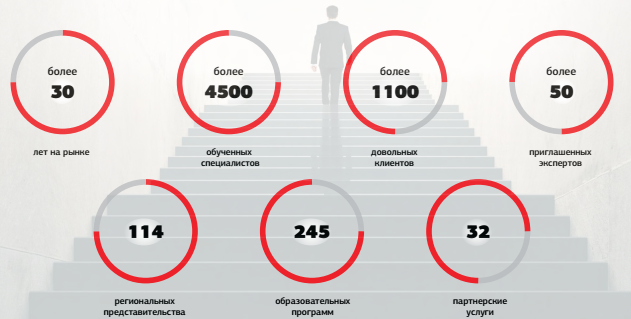 более
30
лет на рынке
более
4500
обученных
специалистов
более
1100
довольных
клиентов
более
50
приглашенных
экспертов
114
региональных
представительства
245
образовательных
программ
32
партнерские
услуги